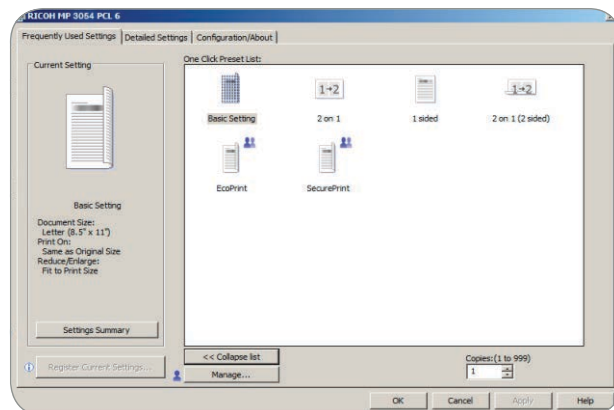 RICOH MP 3054 PCL 6
Frequently Used Settings Detailed Settings Configuration/About
Current Setting
One Click Preset List:
1→2
1→2
Basic Setting
2 on 1
1 sided
2 on 1 (2 sided)
EcoPrint
SecurePrint
Basic Setting
Document Size:
Letter (8.5" x 11")
Print On:
Same as Original Size
Reduce/Enlarge:
Fit to Print Size
Settings Summary
Register Current Settings...
<< Collapse list
Manage...
Copies:(1 to 999)
1
OK
Cancel
Apply
Help